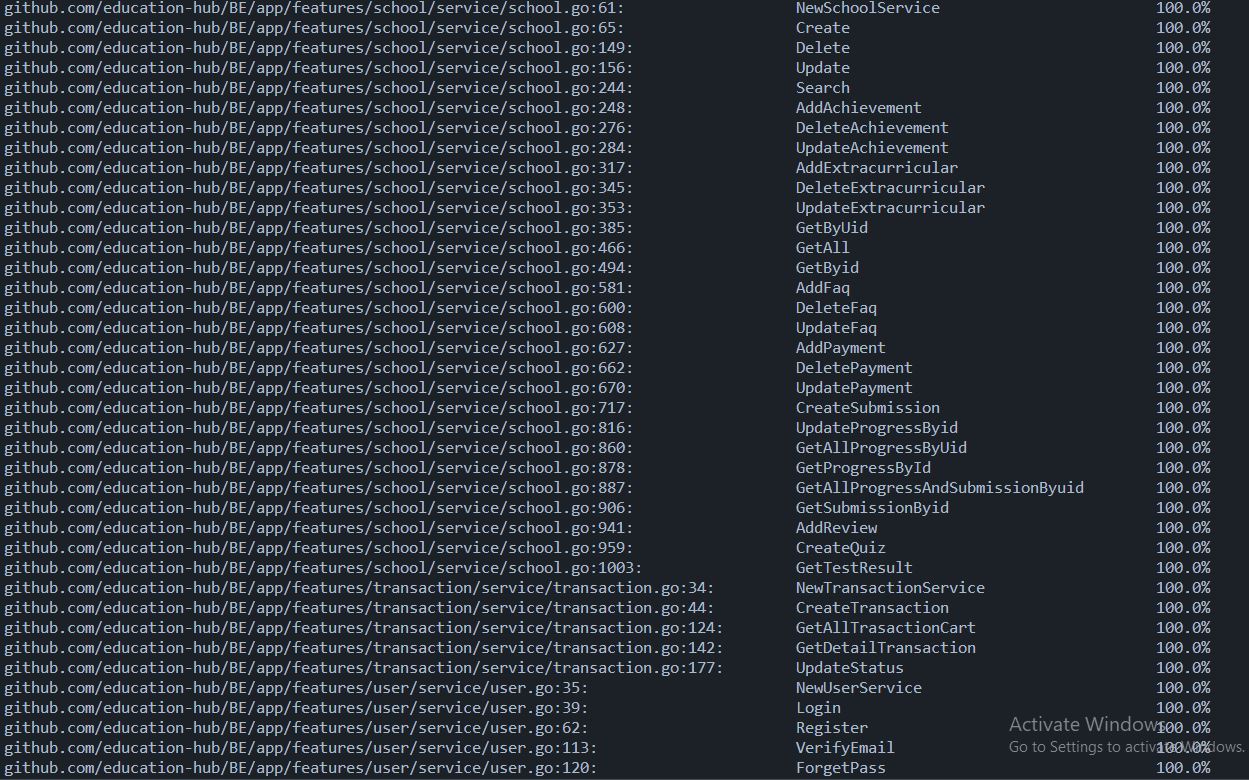 github.com/education-hub/BE/app/features/school/service/school.go:61: NewSchoolService 100.0%
github.com/education-hub/BE/app/features/school/service/school.go:65: Create 100.0%
github.com/education-hub/BE/app/features/school/service/school.go:149: Delete 100.0%
github.com/education-hub/BE/app/features/school/service/school.go:156: Update 100.0%
github.com/education-hub/BE/app/features/school/service/school.go:244: Search 100.0%
github.com/education-hub/BE/app/features/school/service/school.go:248: AddAchievement 100.0%
github.com/education-hub/BE/app/features/school/service/school.go:276: DeleteAchievement 100.0%
github.com/education-hub/BE/app/features/school/service/school.go:284: UpdateAchievement 100.0%
github.com/education-hub/BE/app/features/school/service/school.go:317: AddExtracurricular 100.0%
github.com/education-hub/BE/app/features/school/service/school.go:345: DeleteExtracurricular 100.0%
github.com/education-hub/BE/app/features/school/service/school.go:353: UpdateExtracurricular 100.0%
github.com/education-hub/BE/app/features/school/service/school.go:385: GetByUid 100.0%
github.com/education-hub/BE/app/features/school/service/school.go:466: GetAll 100.0%
github.com/education-hub/BE/app/features/school/service/school.go:494: GetByid 100.0%
github.com/education-hub/BE/app/features/school/service/school.go:581: AddFaq 100.0%
github.com/education-hub/BE/app/features/school/service/school.go:600: DeleteFaq 100.0%
github.com/education-hub/BE/app/features/school/service/school.go:608: UpdateFaq 100.0%
github.com/education-hub/BE/app/features/school/service/school.go:627: AddPayment 100.0%
github.com/education-hub/BE/app/features/school/service/school.go:662: DeletePayment 100.0%
github.com/education-hub/BE/app/features/school/service/school.go:670: UpdatePayment 100.0%
github.com/education-hub/BE/app/features/school/service/school.go:717: CreateSubmission 100.0%
github.com/education-hub/BE/app/features/school/service/school.go:816: UpdateProgressByid 100.0%
github.com/education-hub/BE/app/features/school/service/school.go:860: GetAllProgressByUid 100.0%
github.com/education-hub/BE/app/features/school/service/school.go:878: GetProgressById 100.0%
github.com/education-hub/BE/app/features/school/service/school.go:887: GetAllProgressAndSubmissionByuid 100.0%
github.com/education-hub/BE/app/features/school/service/school.go:906: GetSubmissionByid 100.0%
github.com/education-hub/BE/app/features/school/service/school.go:941: AddReview 100.0%
github.com/education-hub/BE/app/features/school/service/school.go:959: CreateQuiz 100.0%
github.com/education-hub/BE/app/features/school/service/school.go:1003: GetTestResult 100.0%
github.com/education-hub/BE/app/features/transaction/service/transaction.go:34: NewTransactionService 100.0%
github.com/education-hub/BE/app/features/transaction/service/transaction.go:44: CreateTransaction 100.0%
github.com/education-hub/BE/app/features/transaction/service/transaction.go:124: GetAllTrasactionCart 100.0%
github.com/education-hub/BE/app/features/transaction/service/transaction.go:142: GetDetailTransaction 100.0%
github.com/education-hub/BE/app/features/transaction/service/transaction.go:177: UpdateStatus 100.0%
github.com/education-hub/BE/app/features/user/service/user.go:35: NewUserService 100.0%
github.com/education-hub/BE/app/features/user/service/user.go:39: Login 100.0%
github.com/education-hub/BE/app/features/user/service/user.go:62: Register 100.0%
github.com/education-hub/BE/app/features/user/service/user.go:113: VerifyEmail 100.0%
github.com/education-hub/BE/app/features/user/service/user.go:120: ForgetPass 100.0%
Activate Windows
Go to Settings to activate Windows.